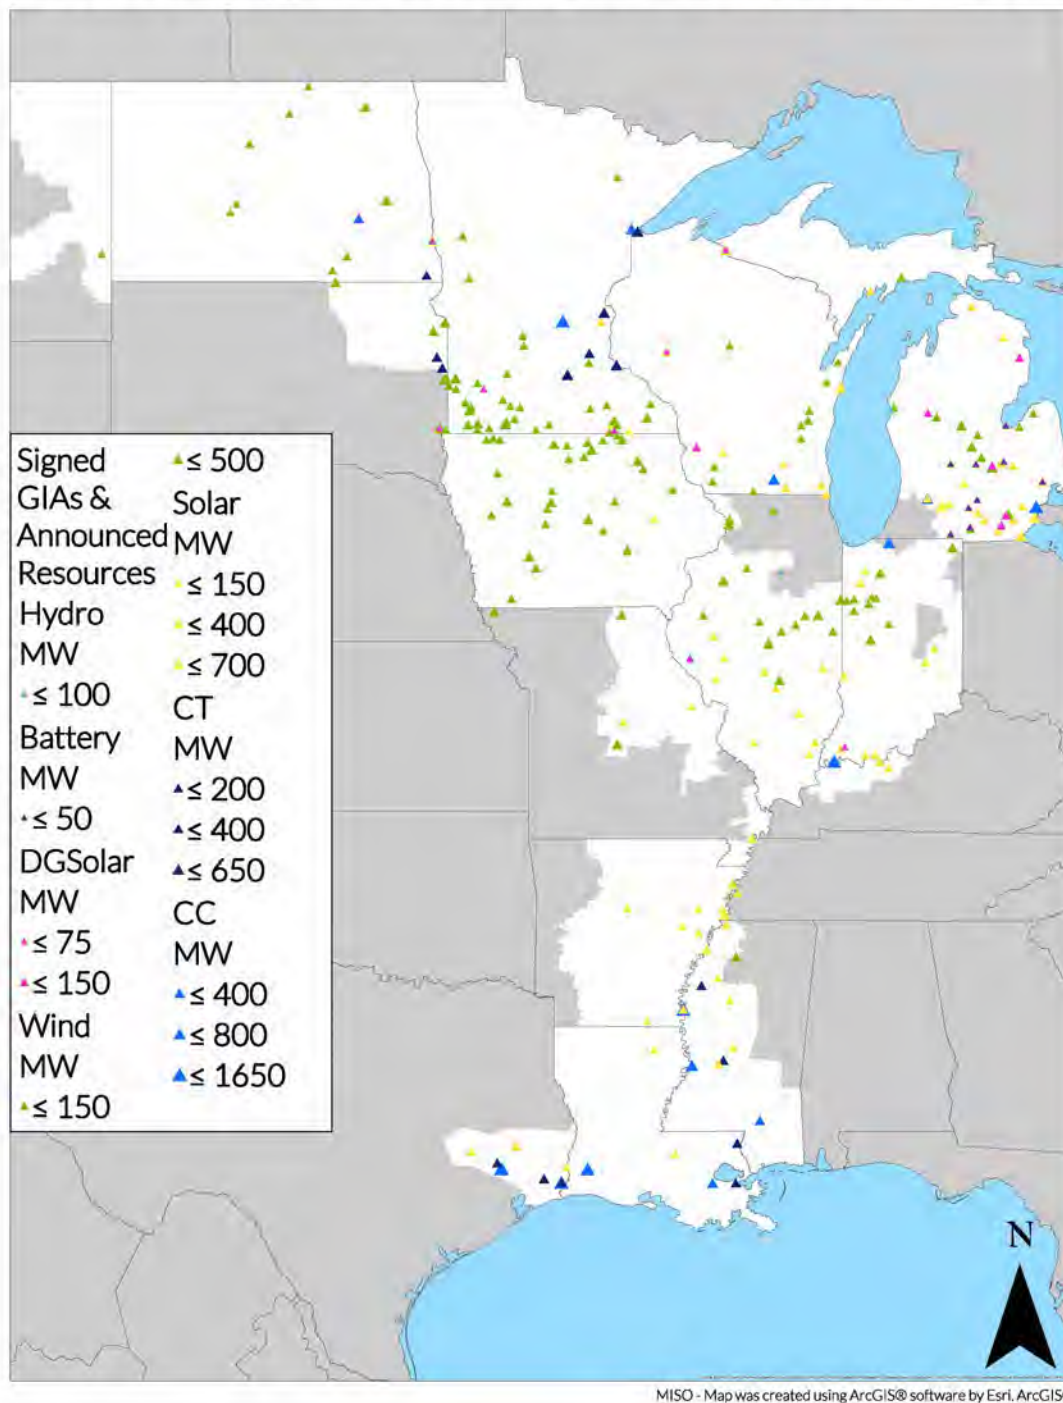 Signed
GIAs &
Announced
Resources
Hydro
MW
≤ 100
Battery
MW
≤ 50
DGSolar
MW
≤ 75
≤ 150
Wind
MW
≤ 150
≤ 500
Solar
MW
≤ 150
≤ 400
≤ 700
CT
MW
≤ 200
≤ 400
≤ 650
CC
MW
≤ 400
≤ 800
≤ 1650
N
MISO - Map was created using ArcGIS® software by Esri. ArcGIS